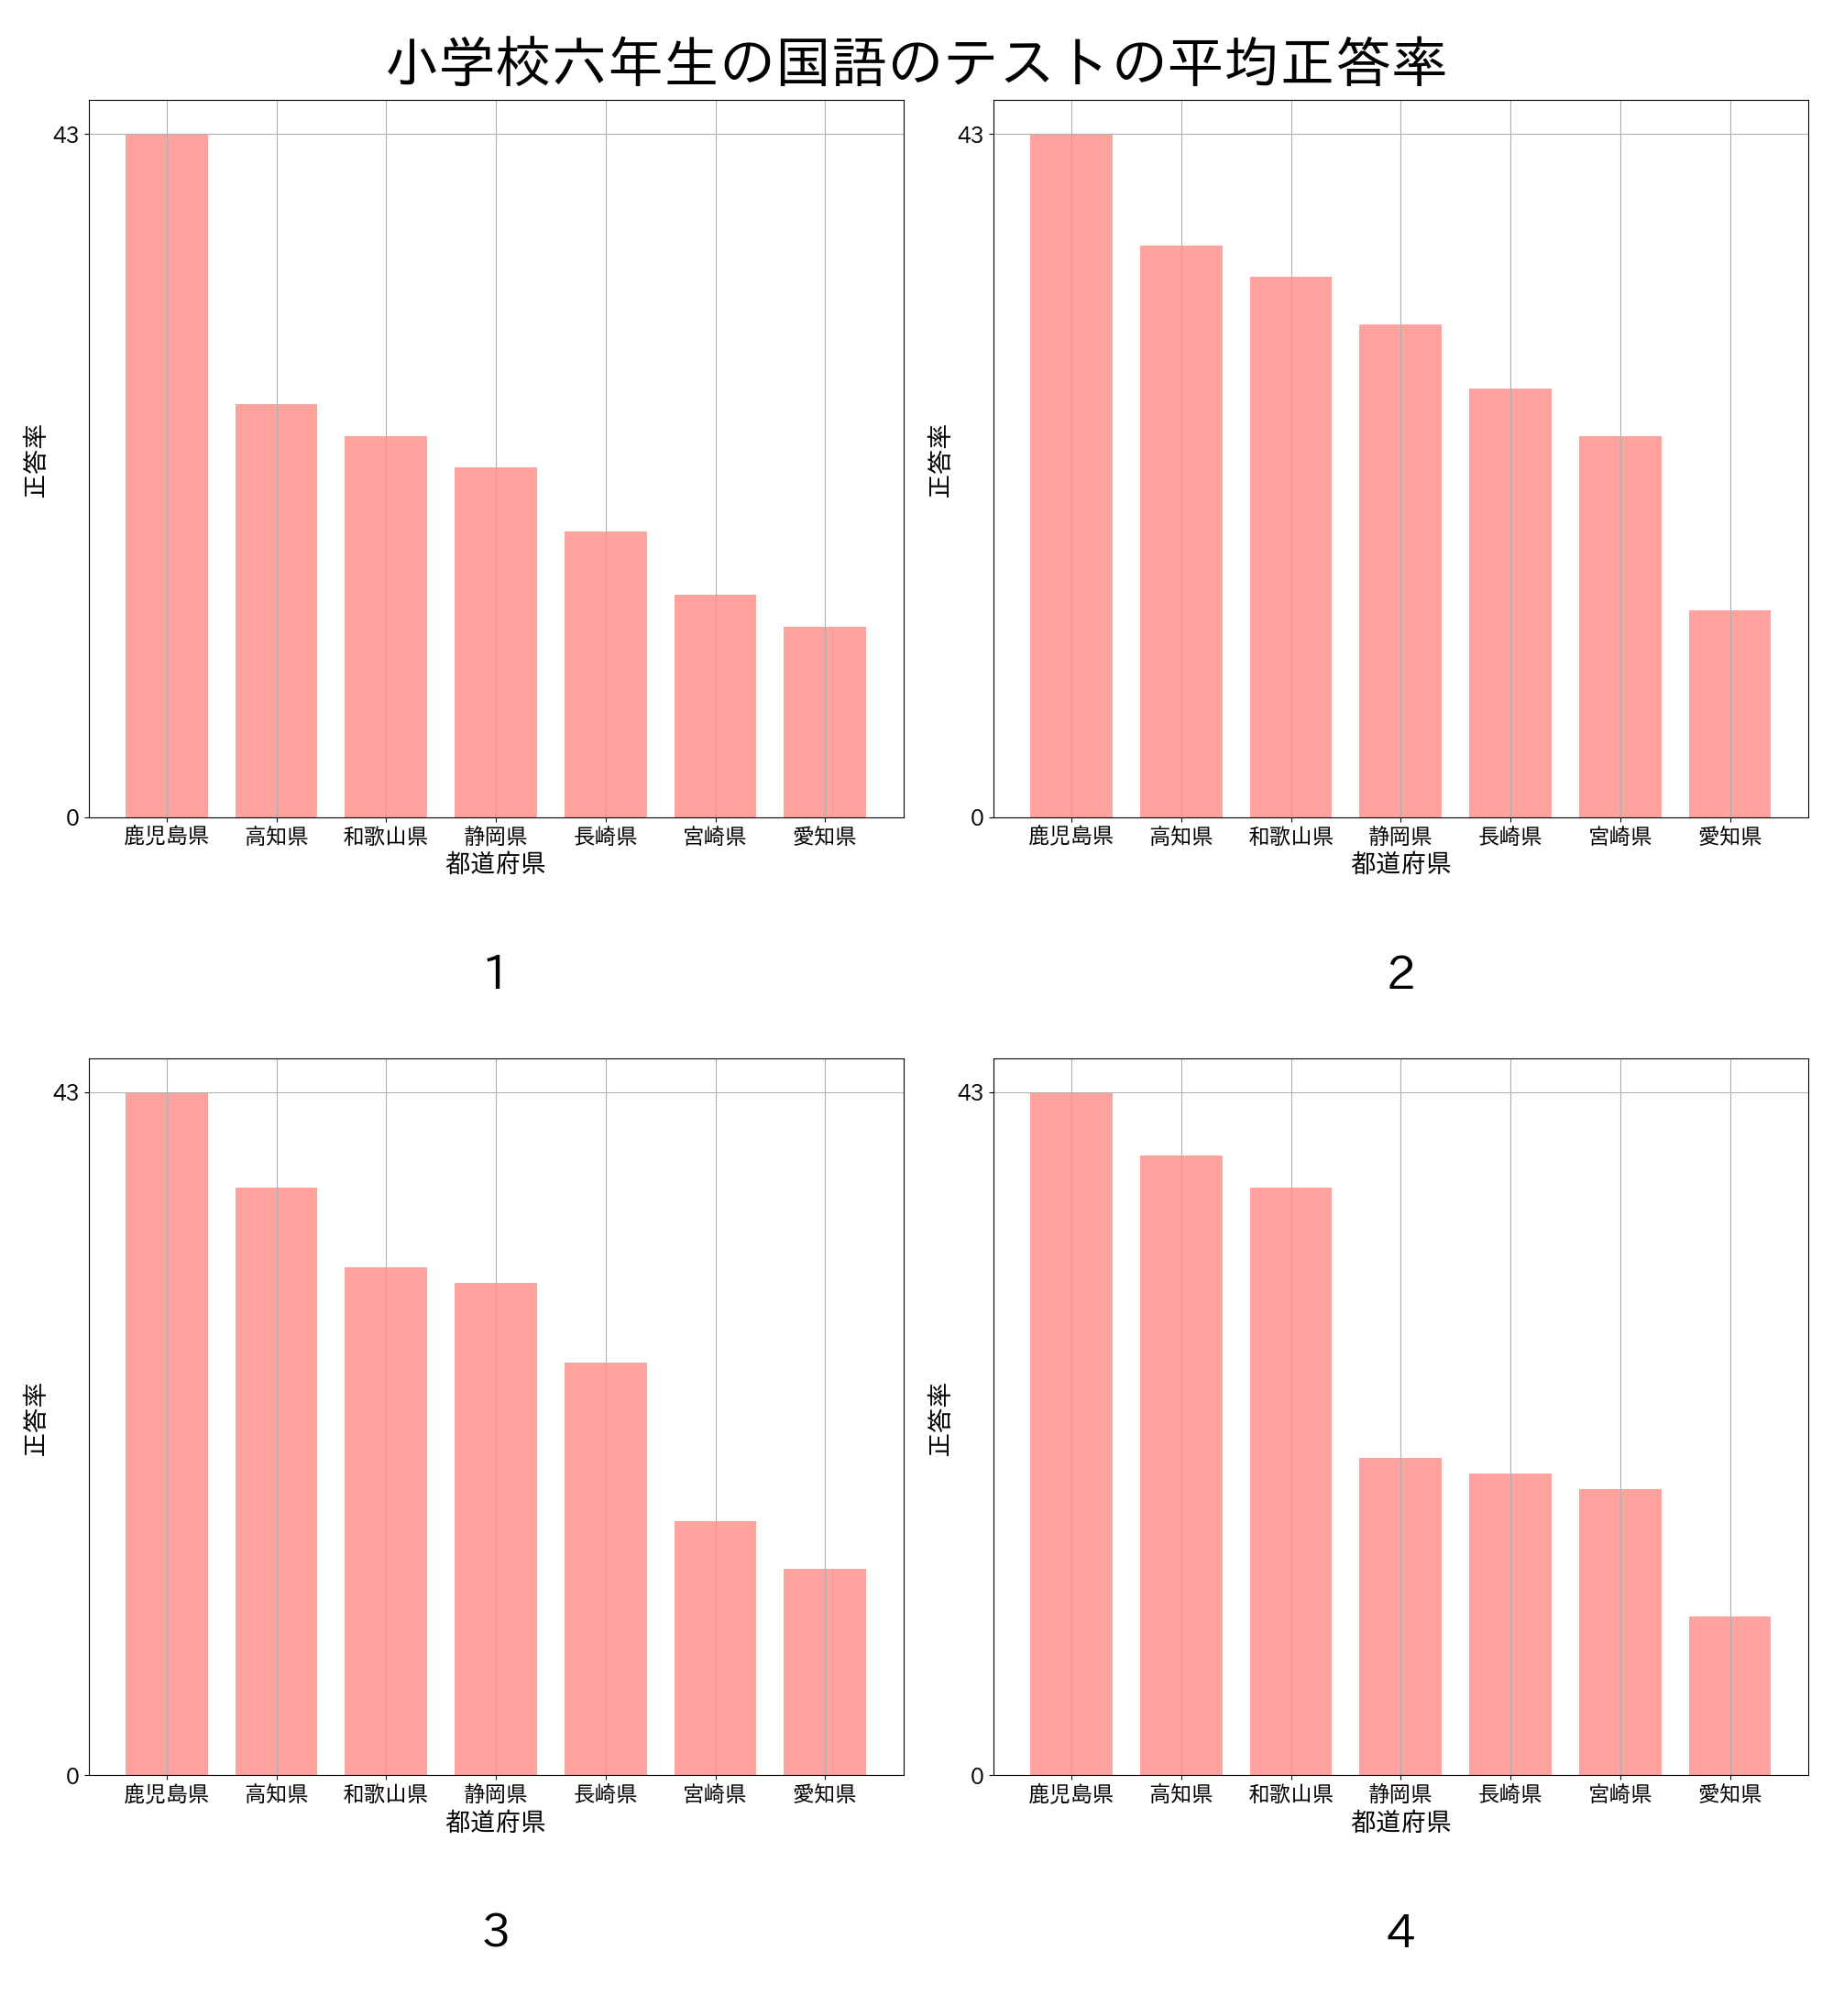 小学校六年生の国語のテストの平均正答率
43
0
正答率
鹿児島県 高知県 和歌山県 静岡県 長崎県 宮崎県 愛知県
都道府県
1
43
0
正答率
鹿児島県 高知県 和歌山県 静岡県 長崎県 宮崎県 愛知県
都道府県
2
43
0
正答率
鹿児島県 高知県 和歌山県 静岡県 長崎県 宮崎県 愛知県
都道府県
3
43
0
正答率
鹿児島県 高知県 和歌山県 静岡県 長崎県 宮崎県 愛知県
都道府県
4